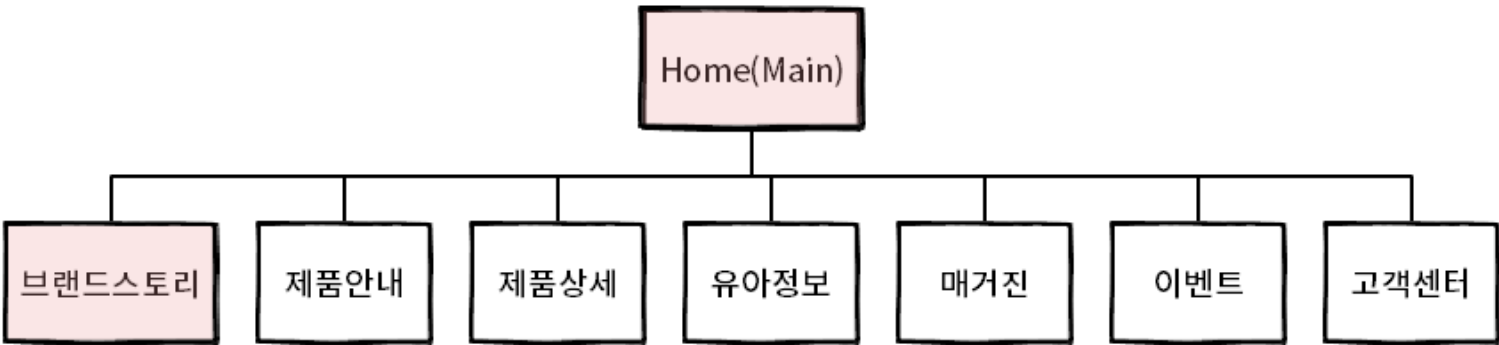 Home(Main)
브랜드스토리
제품안내
제품상세
유아정보
매거진
이벤트
고객센터